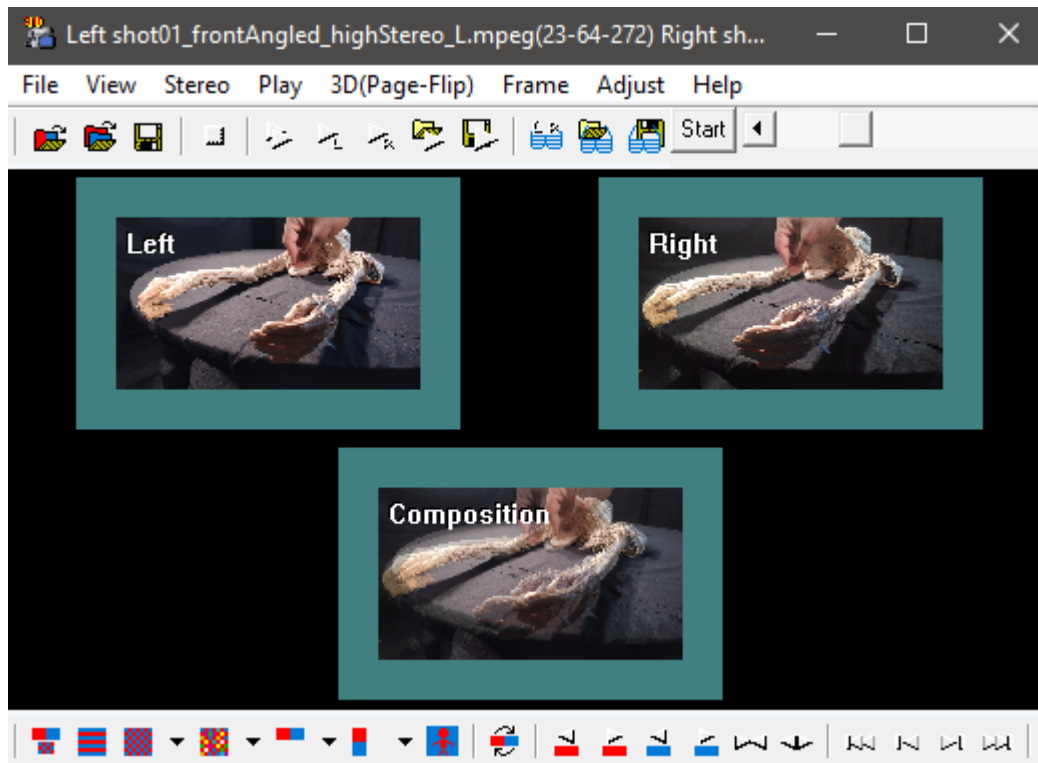 Left shot01_frontAngled_highStereo_L.mpeg(23-64-272) Right sh...
File View Stereo Play 3D(Page-Flip) Frame Adjust Help
Start
Left
Right
Composition